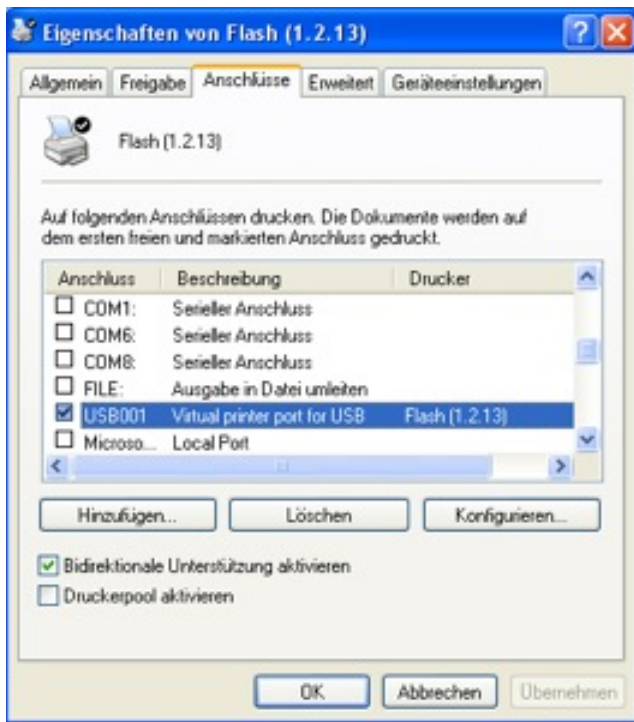 Eigenschaften von Flash (1.2.13)
Allgemein Freigabe Anschlüsse Erweitert Geräteeinstellungen
Flash (1.2.13)
Auf folgenden Anschlüssen drucken. Die Dokumente werden auf
dem ersten freien und markierten Anschluss gedruckt.
Anschluss Beschreibung Drucker
COM1: Serieller Anschluss
COM6: Serieller Anschluss
COM8: Serieller Anschluss
FILE: Ausgabe in Datei umleiten
USB001 Virtual printer port for USB Flash (1.2.13)
Microso... Local Port
Hinzufügen... Löschen Konfigurieren...
Bidirektionale Unterstützung aktivieren
Druckerpool aktivieren
OK Abbrechen Übernehmen